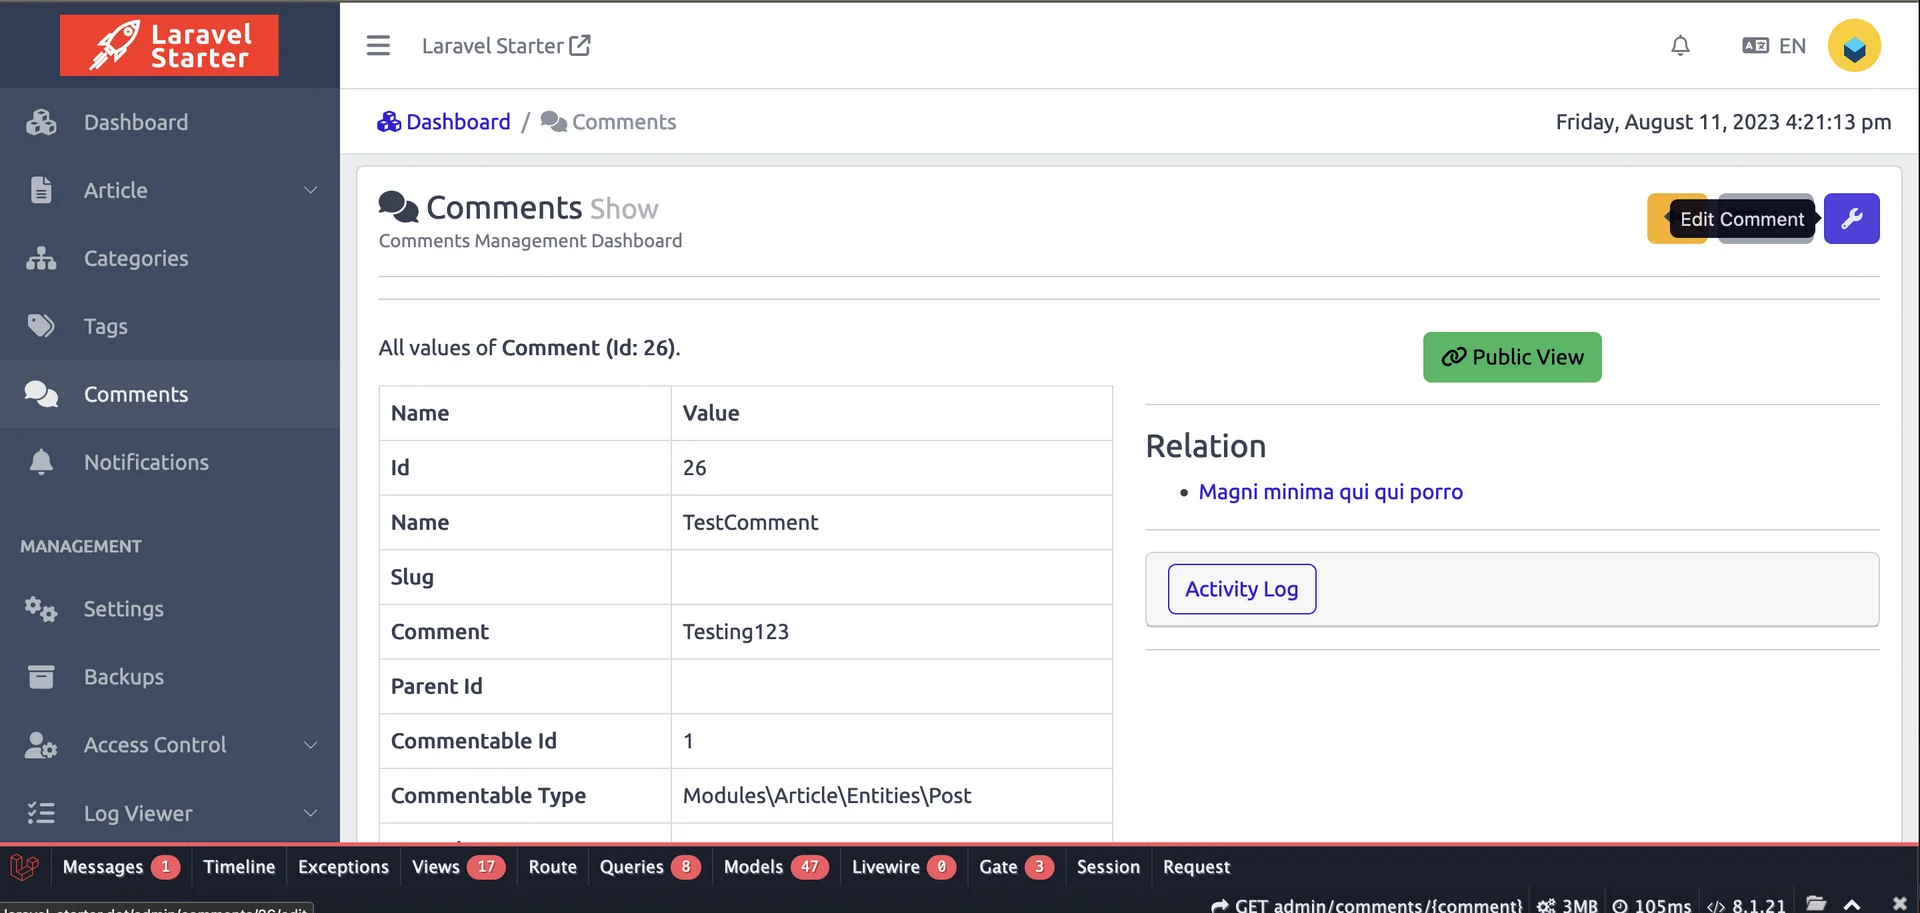 Laravel
Starter
Laravel Starter
EN
Dashboard
Article
Categories
Tags
Comments
Notifications
MANAGEMENT
Settings
Backups
Access Control
Log Viewer
Dashboard / Comments
Friday, August 11, 2023 4:21:13 pm
Comments Show
Comments Management Dashboard
Edit Comment
All values of Comment (Id: 26).
Name Value
Id 26
Name TestComment
Slug
Comment Testing123
Parent Id
Commentable Id 1
Commentable Type Modules\Article\Entities\Post
Public View
Relation
Magni minima qui qui porro
Activity Log
Messages 1 Timeline Exceptions Views 17 Route Queries 8 Models 47 Livewire 0 Gate 3 Session Request
GET admin/comments/{comment} 3MB 105ms 8.1.21